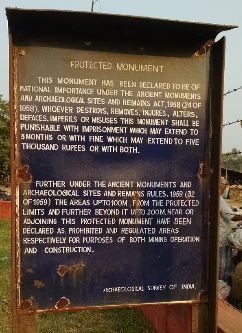 PROTECTED MONUMENT
THIS MONUMENT HAS BEEN DECLARED TO BE OF
NATIONAL IMPORTANCE UNDER THE ANCIENT MONUMENTS
AND ARCHAEOLOGICAL SITES AND REMAINS ACT, 1958 (24 OF
1958). WHOEVER DESTROYS, REMOVES, INJURES, ALTERS,
DEFACES, IMPERILS OR MISUSES THIS MONUMENT SHALL BE
PUNISHABLE WITH IMPRISONMENT WHICH MAY EXTEND TO
3 MONTHS OR WITH FINE WHICH MAY EXTEND TO FIVE
THOUSAND RUPEES OR WITH BOTH.
FURTHER UNDER THE ANCIENT MONUMENTS AND
ARCHAEOLOGICAL SITES AND REMAINS RULES, 1959 (32
OF 1959) THE AREAS UPTO 100M. FROM THE PROTECTED
LIMITS AND FURTHER BEYOND IT UPTO 200M. NEAR OR
ADJOINING THIS PROTECTED MONUMENT HAVE BEEN
DECLARED AS PROHIBITED AND REGULATED AREAS
RESPECTIVELY FOR PURPOSES OF BOTH MINING OPERATION
AND CONSTRUCTION.
ARCHAEOLOGICAL SURVEY OF INDIA,